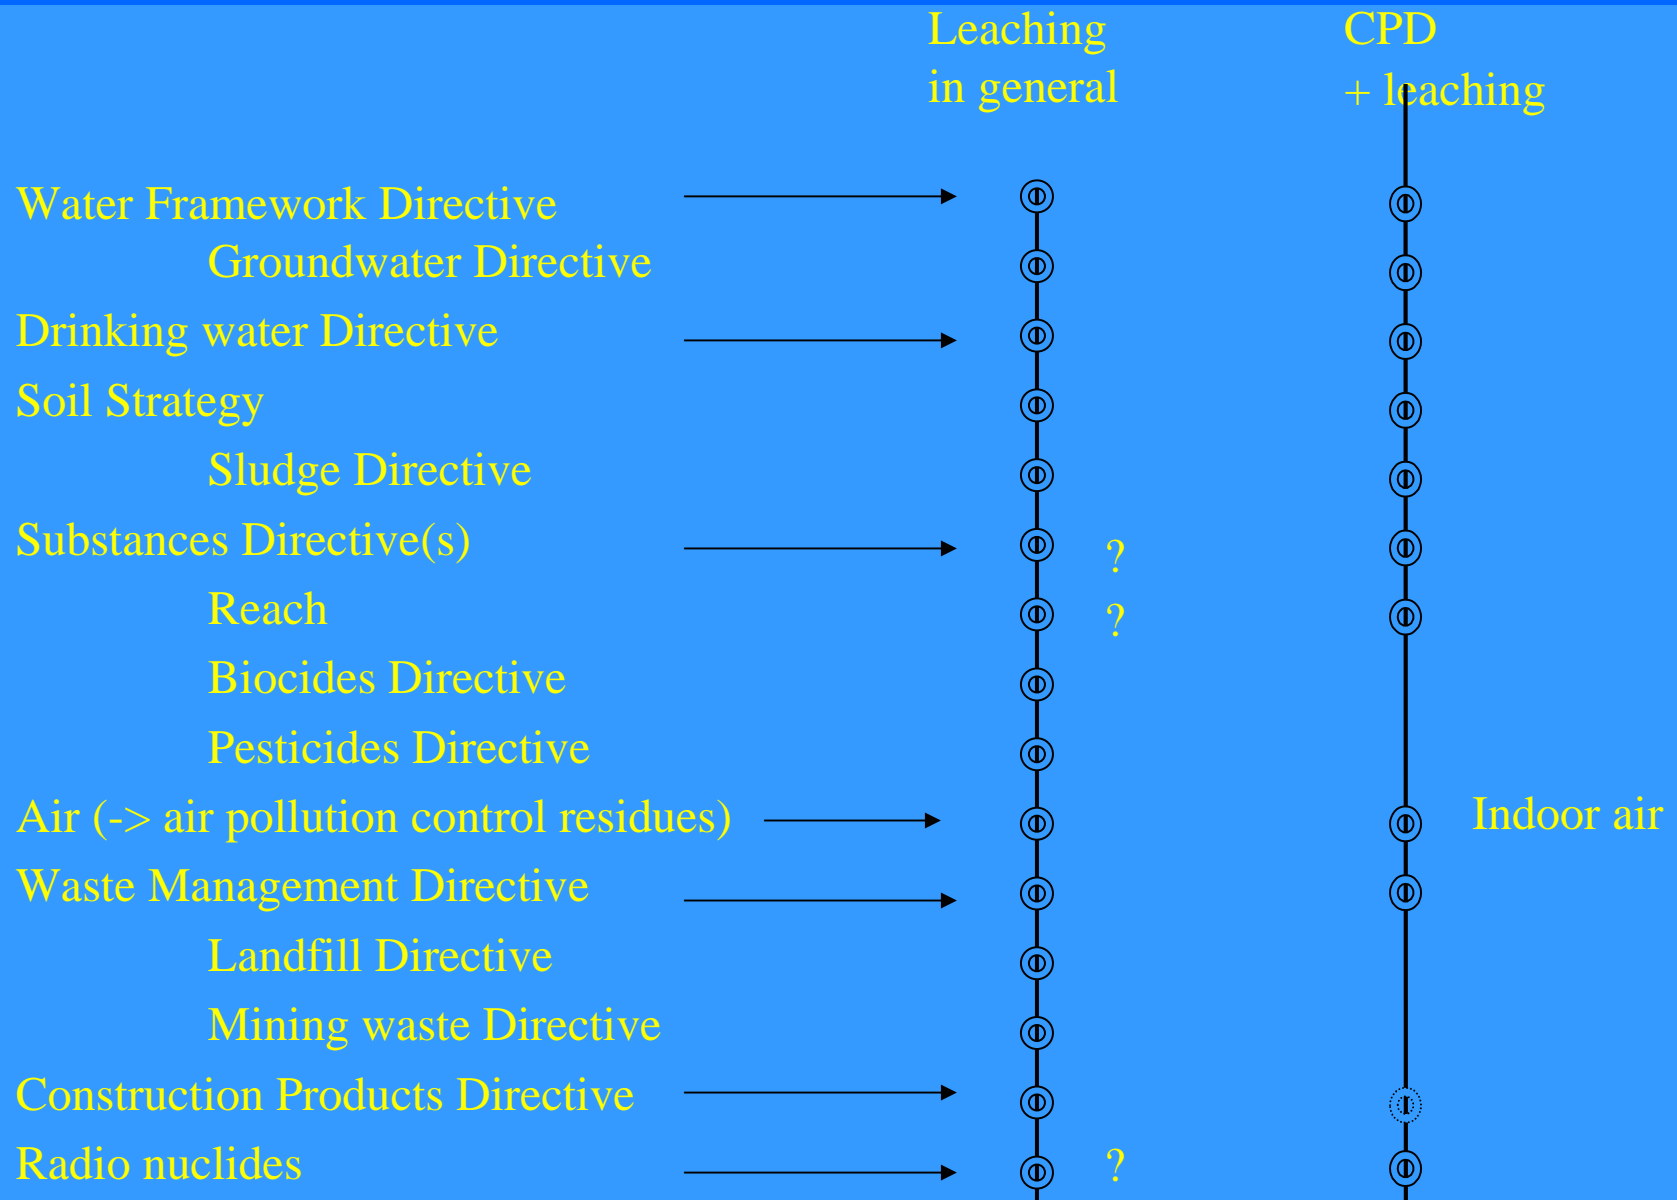 Leaching
in general
CPD
+ leaching
Water Framework Directive
Groundwater Directive
Drinking water Directive
Soil Strategy
Sludge Directive
Substances Directive(s)
?
Reach
?
Biocides Directive
Pesticides Directive
Air (-> air pollution control residues)
Indoor air
Waste Management Directive
Landfill Directive
Mining waste Directive
Construction Products Directive
Radio nuclides
?